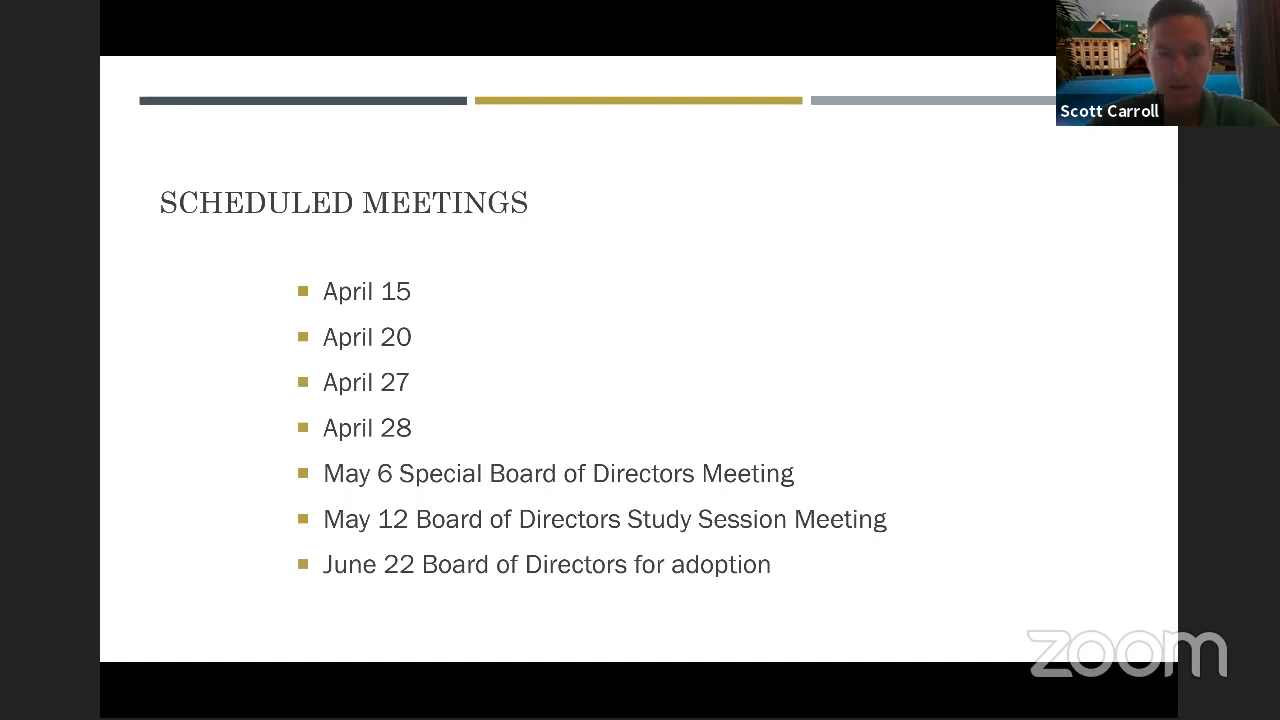 Scott Carroll
SCHEDULED MEETINGS
April 15
April 20
April 27
April 28
May 6 Special Board of Directors Meeting
May 12 Board of Directors Study Session Meeting
June 22 Board of Directors for adoption
zoom